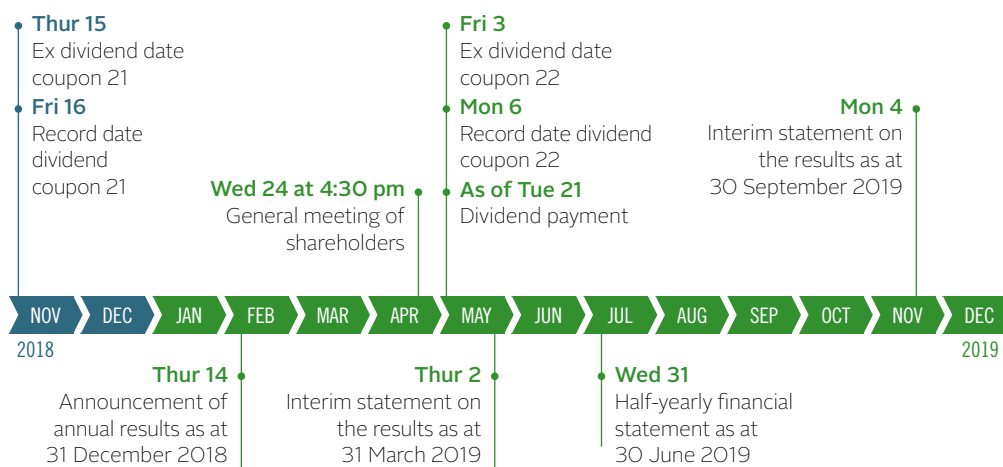 Thur 15
Ex dividend date
coupon 21
Fri 16
Record date
dividend
coupon 21
Wed 24 at 4:30 pm
General meeting of
shareholders
Fri 3
Ex dividend date
coupon 22
Mon 6
Record date dividend
coupon 22
As of Tue 21
Dividend payment
Mon 4
Interim statement on
the results as at
30 September 2019
NOV DEC JAN FEB MAR APR MAY JUN JUL AUG SEP OCT NOV DEC
2018 2019
Thur 14
Announcement of
annual results as at
31 December 2018
Thur 2
Interim statement on
the results as at
31 March 2019
Wed 31
Half-yearly financial
statement as at
30 June 2019